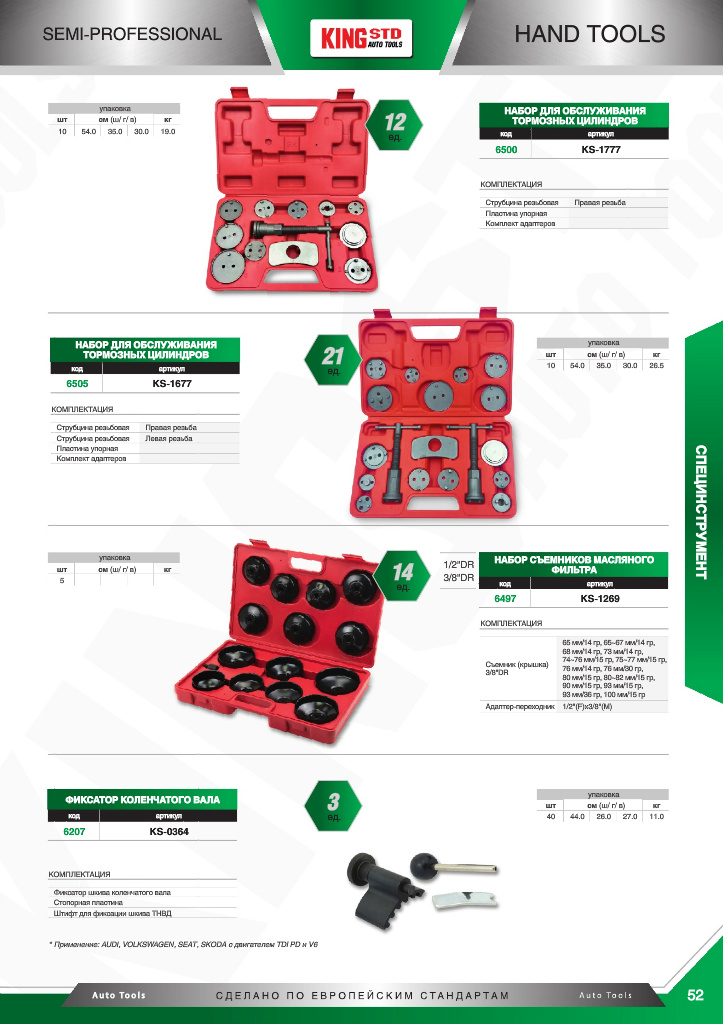 SEMI-PROFESSIONAL
KING STD
AUTO TOOLS
HAND TOOLS
упаковка
шт см (ш/ г/ в) кг
10 54.0 35.0 30.0 19.0
12
ед.
НАБОР ДЛЯ ОБСЛУЖИВАНИЯ
ТОРМОЗНЫХ ЦИЛИНДРОВ
код артикул
6500 KS-1777
КОМПЛЕКТАЦИЯ
Струбцина резьбовая Правая резьба
Пластина упорная
Комплект адаптеров
НАБОР ДЛЯ ОБСЛУЖИВАНИЯ
ТОРМОЗНЫХ ЦИЛИНДРОВ
код артикул
6505 KS-1677
КОМПЛЕКТАЦИЯ
Струбцина резьбовая Правая резьба
Струбцина резьбовая Левая резьба
Пластина упорная
Комплект адаптеров
21
ед.
упаковка
шт см (ш/ г/ в) кг
10 54.0 35.0 30.0 26.5
СПЕЦИНСТРУМЕНТ
упаковка
шт см (ш/ г/ в) кг
5
14
ед.
1/2"DR
3/8"DR
НАБОР СЪЕМНИКОВ МАСЛЯНОГО
ФИЛЬТРА
код артикул
6497 KS-1269
КОМПЛЕКТАЦИЯ
Съемник (крышка)
3/8"DR
65 мм/14 гр, 65~67 мм/14 гр,
68 мм/14 гр, 73 мм/14 гр,
74~76 мм/15 гр, 75~77 мм/15 гр,
76 мм/14 гр, 76 мм/30 гр,
80 мм/15 гр, 80~82 мм/15 гр,
90 мм/15 гр, 93 мм/15 гр,
93 мм/36 гр, 100 мм/15 гр
Адаптер-переходник 1/2"(F)x3/8"(M)
ФИКСАТОР КОЛЕНЧАТОГО ВАЛА
код артикул
6207 KS-0364
КОМПЛЕКТАЦИЯ
Фиксатор шкива коленчатого вала
Стопорная пластина
Штифт для фиксации шкива ТНВД
3
ед.
упаковка
шт см (ш/ г/ в) кг
40 44.0 26.0 27.0 11.0
* Применение: AUDI, VOLKSWAGEN, SEAT, SKODA с двигателем TDI PD и V6
Auto Tools
СДЕЛАНО ПО ЕВРОПЕЙСКИМ СТАНДАРТАМ
Auto Tools
52